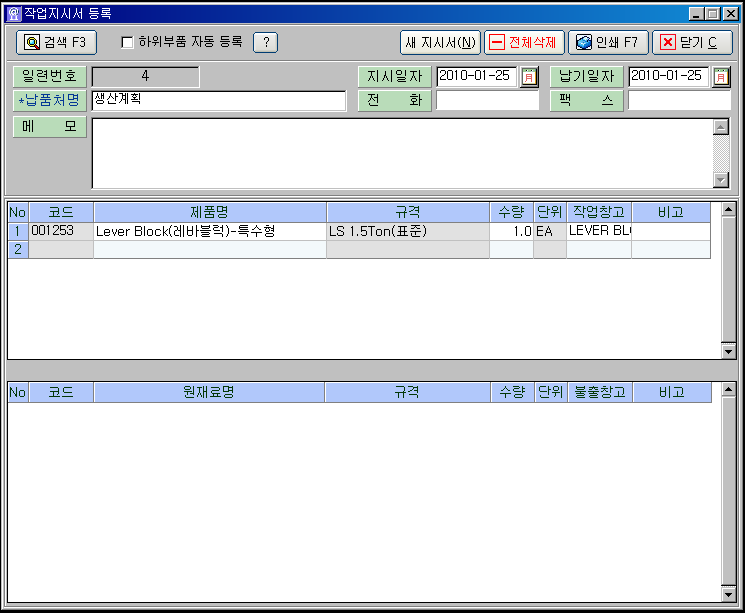 작업지시서 등록
검색 F3 하위부품 자동 등록 ? 새 지시서(N) 전체삭제 인쇄 F7 닫기 C
일련번호 4 지시일자 2010-01-25 납기일자 2010-01-25
*납품처명 생산계획 전 화 팩 스
메 모
No 코드 제품명 규격 수량 단위 작업창고 비고
1 001253 Lever Block(레바블럭)-특수형 LS 1.5Ton(표준) 1.0 EA LEVER BL
2
No 코드 원재료명 규격 수량 단위 불출창고 비고